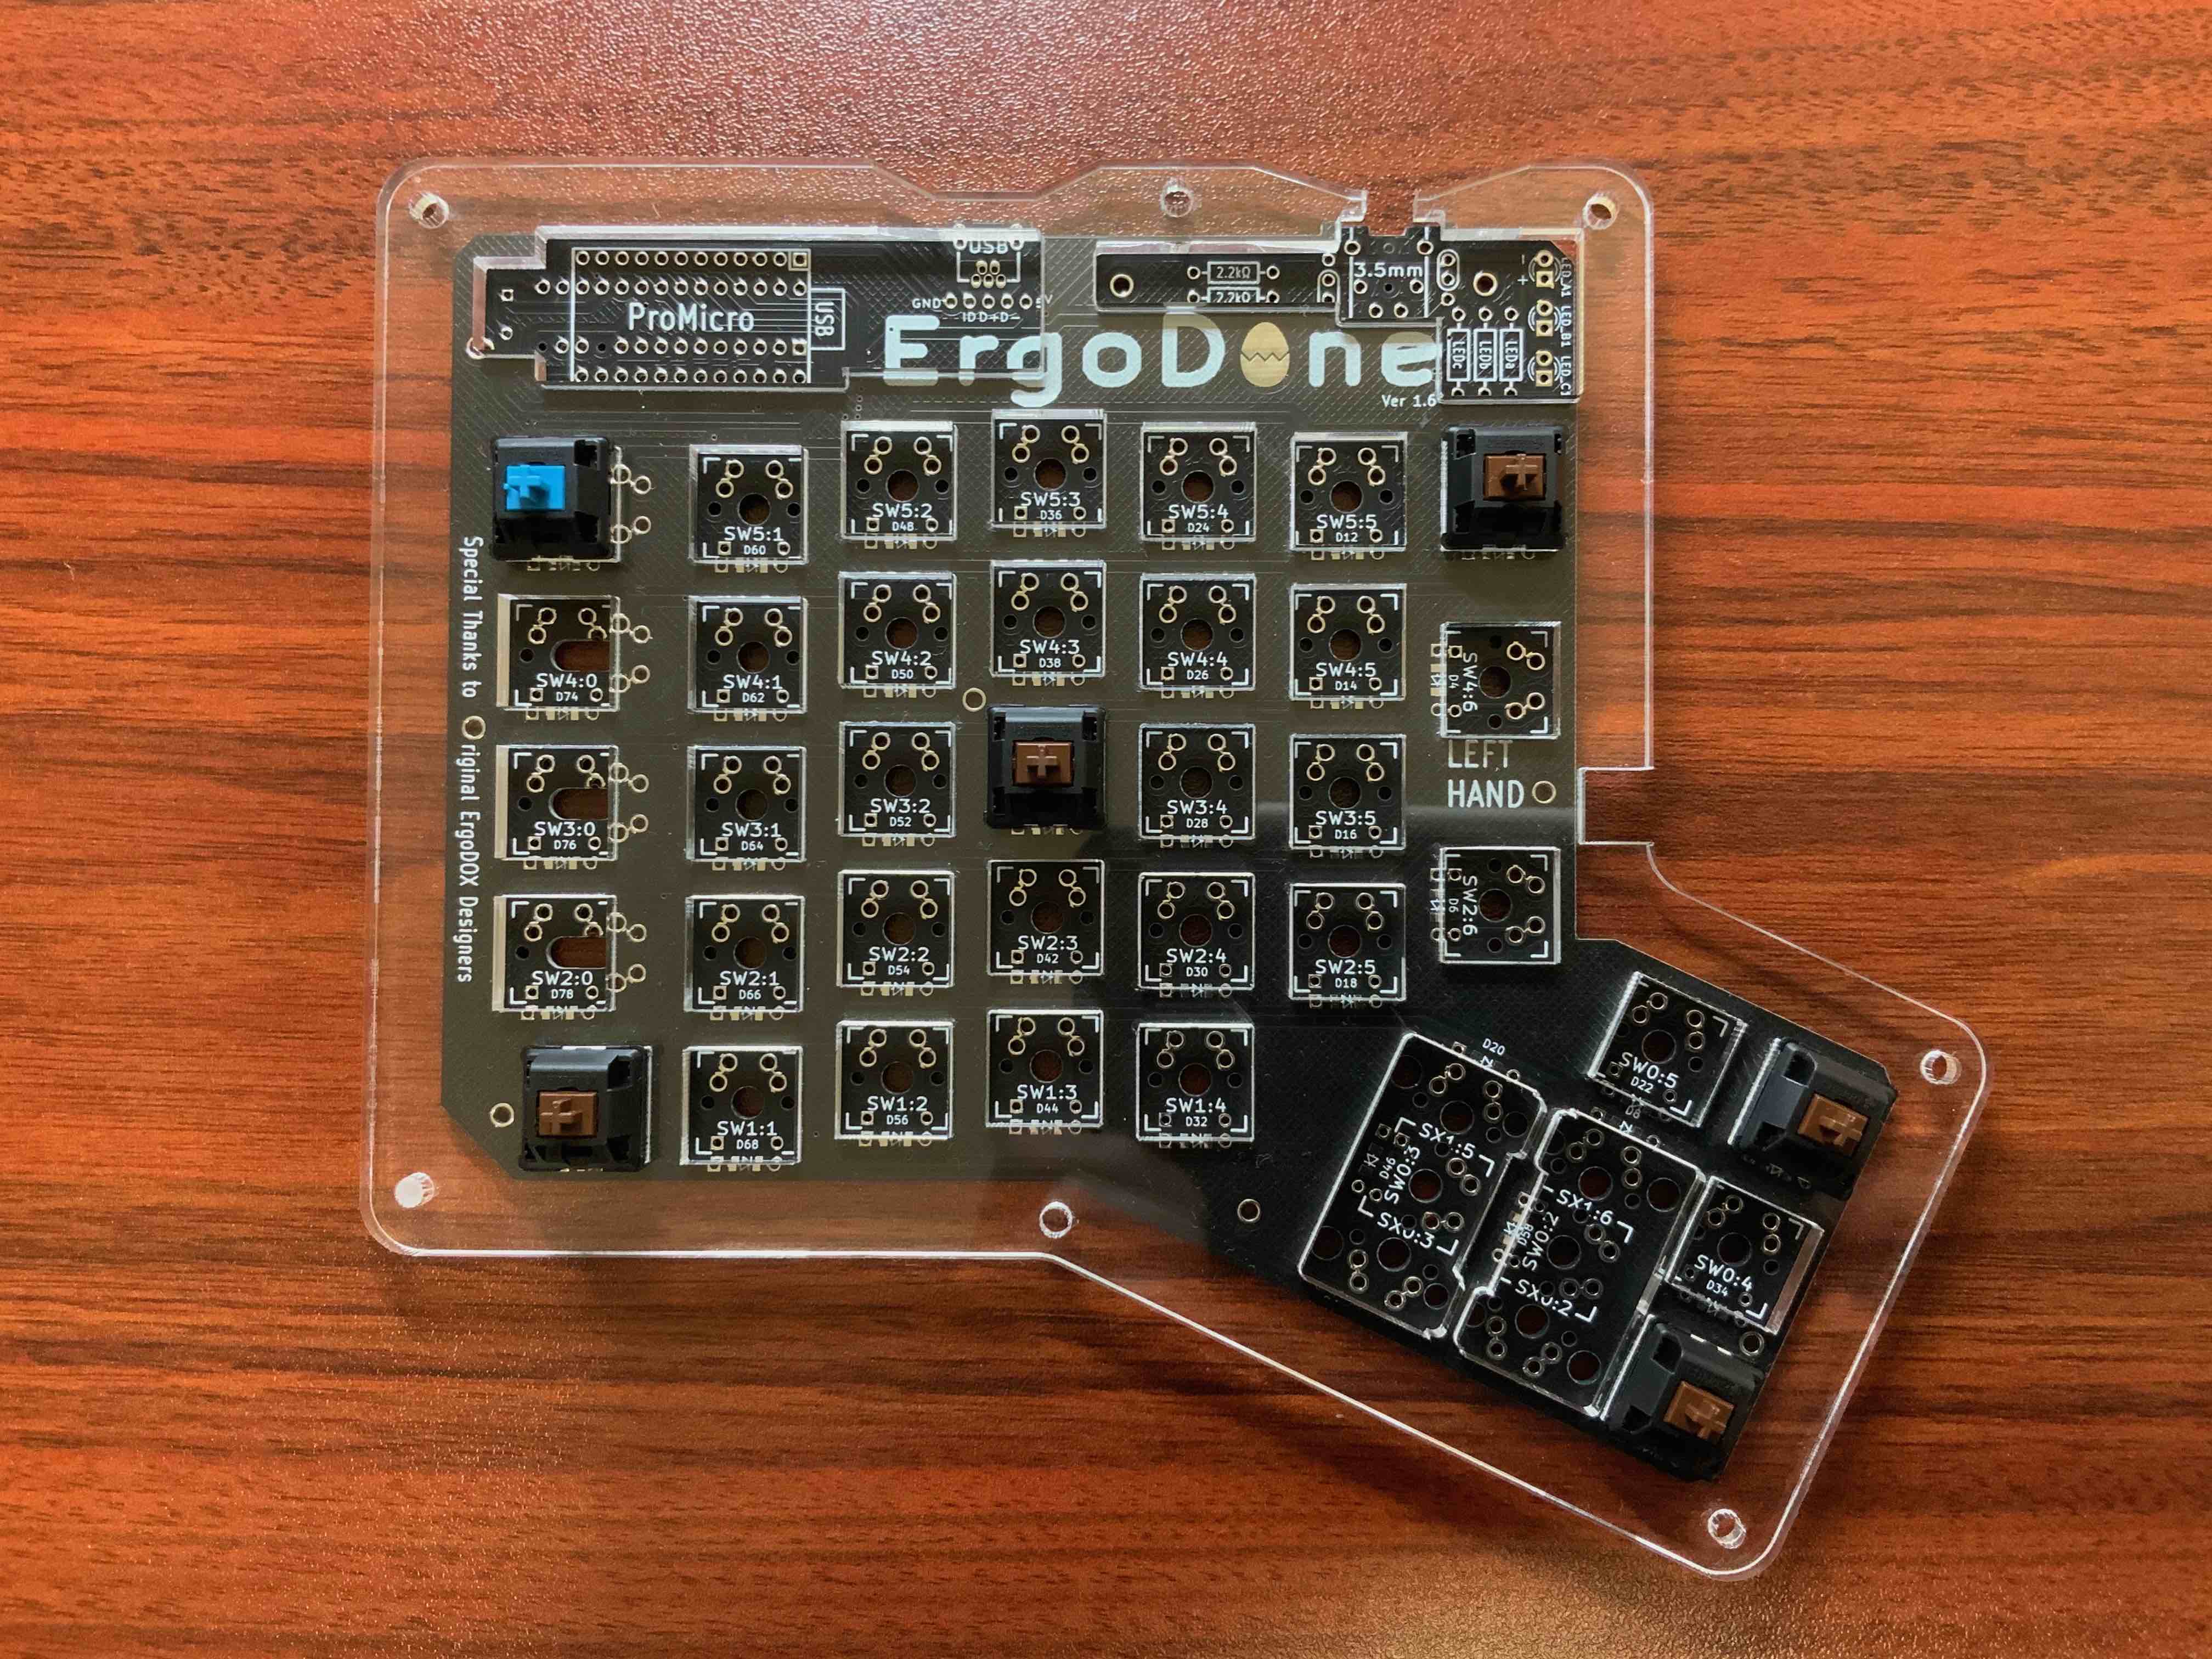 USB
GND
5V
IDD+D-
ProMicro
USB
2.2kΩ
2.2kΩ
3.5mm
-
+
LED_A1
LED_B1
LED_C1
LEDc
LEDb
LEDa
ErgoDone
Ver 1.6
SW5:1
D60
SW5:2
D48
SW5:3
D36
SW5:4
D24
SW5:5
D12
Special Thanks to Original ErgoDOX Designers
SW4:0
D74
SW4:1
D62
SW4:2
D50
SW4:3
D38
SW4:4
D26
SW4:5
D14
SW4:6
D4
LEFT
HAND
SW3:0
D76
SW3:1
D64
SW3:2
D52
SW3:4
D28
SW3:5
D16
SW2:0
D78
SW2:1
D66
SW2:2
D54
SW2:3
D42
SW2:4
D30
SW2:5
D18
SW2:6
D6
SW1:1
D68
SW1:2
D56
SW1:3
D44
SW1:4
D32
D20
SX1:5
D46
SW0:3
SX0:3
D8
SX1:6
D58
SW0:2
SX0:2
SW0:5
D22
SW0:4
D34